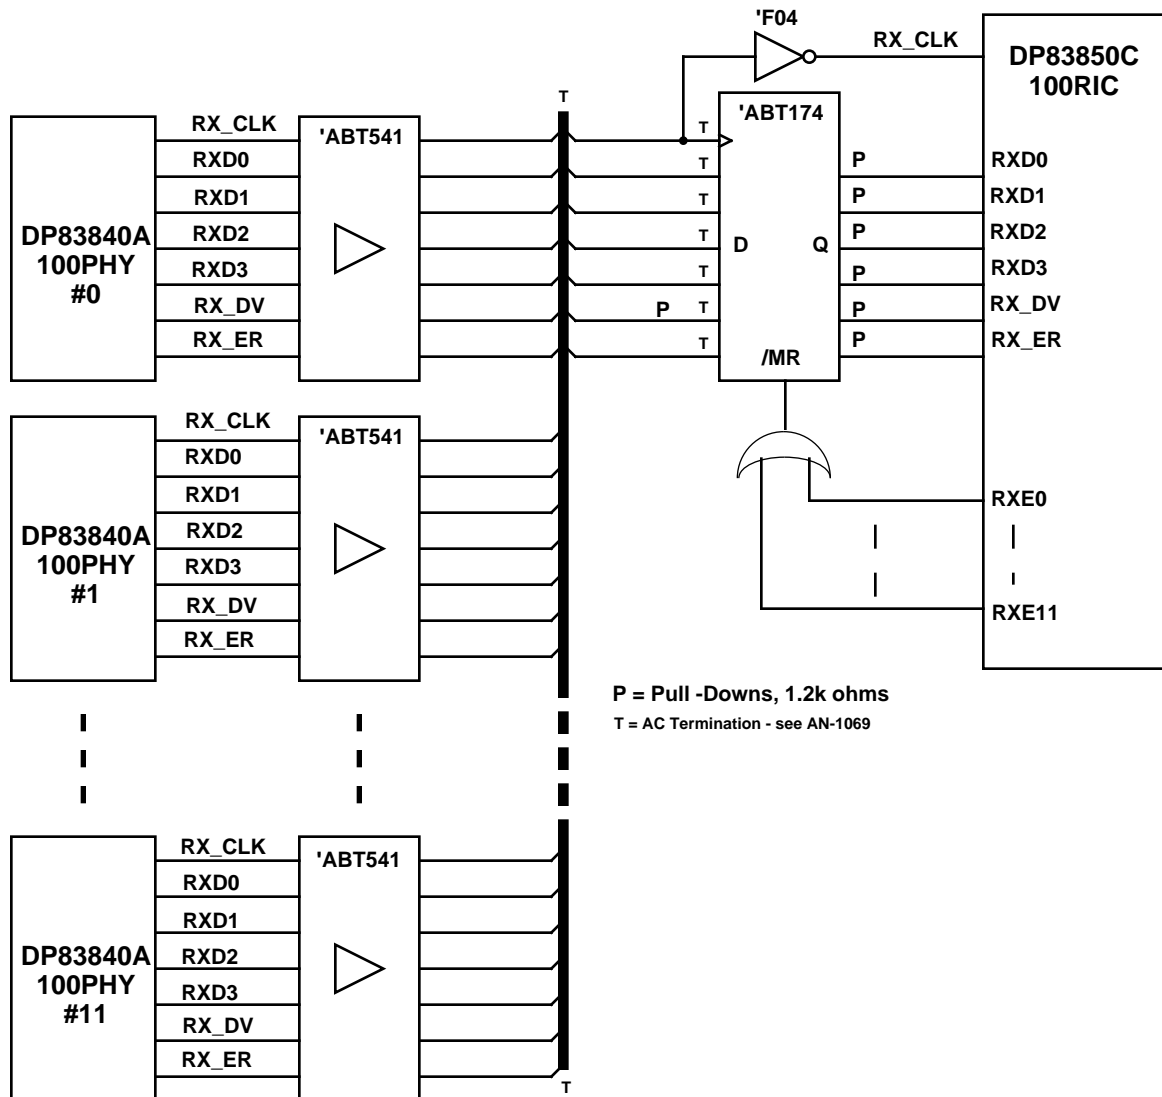 'F04
RX_CLK
DP83850C
100RIC
T
'ABT174
T
T
T
T
T
P T
T
D Q
/MR
P
P
P
P
P
P
RXD0
RXD1
RXD2
RXD3
RX_DV
RX_ER
RXE0
RXE11
DP83840A
100PHY
#0
RX_CLK
RXD0
RXD1
RXD2
RXD3
RX_DV
RX_ER
'ABT541
DP83840A
100PHY
#1
RX_CLK
RXD0
RXD1
RXD2
RXD3
RX_DV
RX_ER
'ABT541
P = Pull -Downs, 1.2k ohms
T = AC Termination - see AN-1069
DP83840A
100PHY
#11
RX_CLK
RXD0
RXD1
RXD2
RXD3
RX_DV
RX_ER
'ABT541
T